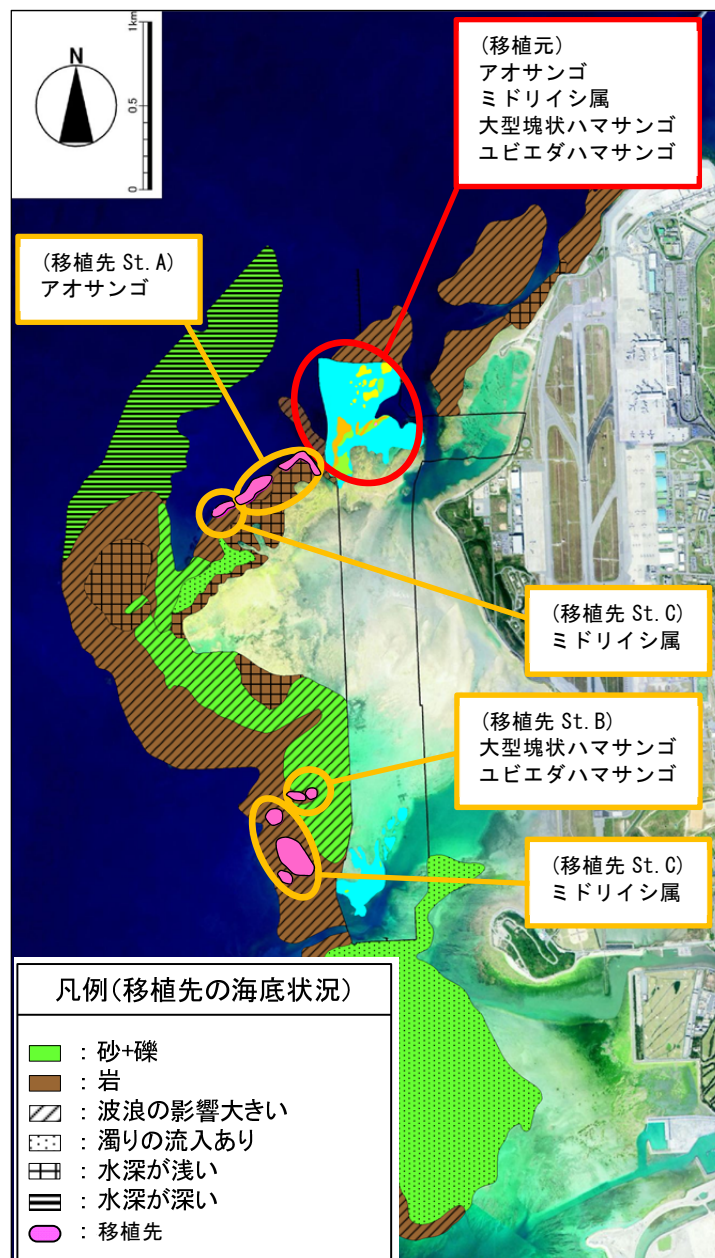 N
1km
0.5
0
(移植元)
アオサンゴ
ミドリイシ属
大型塊状ハマサンゴ
ユビエダハマサンゴ
(移植先 St.A)
アオサンゴ
(移植先 St.C)
ミドリイシ属
(移植先 St.B)
大型塊状ハマサンゴ
ユビエダハマサンゴ
(移植先 St.C)
ミドリイシ属
凡例(移植先の海底状況)
:砂+礫
:岩
:波浪の影響大きい
:濁りの流入あり
:水深が浅い
:水深が深い
:移植先